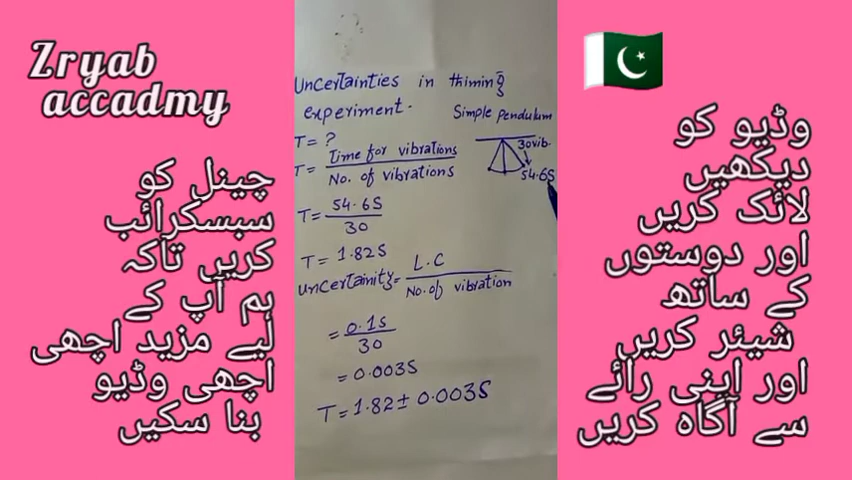 Zryab
accadmy
چینل کو
سبسکرائب
کریں تاکہ
ہم آپ کے
لیے مزید اچھی
اچھی وڈیو
بنا سکیں
Uncertainties in thiming
experiment.
Simple pendulum
30vib.
54.6S
T = ?
T = Time for vibrations
No. of vibrations
T = 54.6S
30
T = 1.82S
Uncertainity = L.C
No. of vibration
= 0.1s
30
= 0.003S
T = 1.82 ± 0.003S
وڈیو کو
دیکھیں
لائک کریں
اور دوستوں
کے ساتھ
شیئر کریں
اور اپنی رائے
سے آگاہ کریں